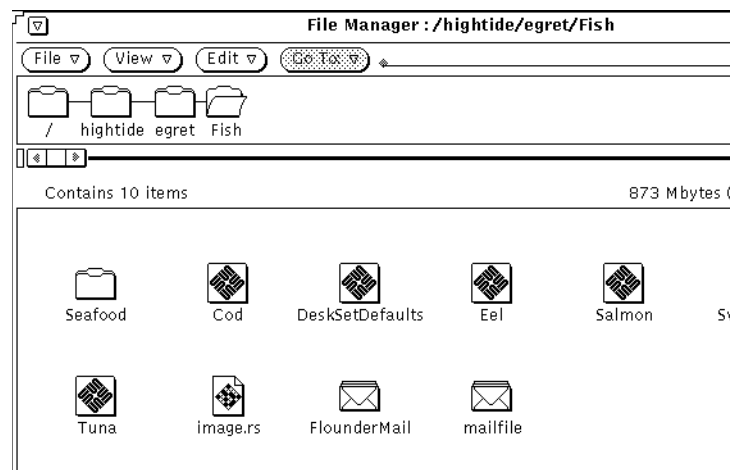 File Manager : /hightide/egret/Fish
File View Edit Go To:
/ hightide egret Fish
Contains 10 items 873 Mbytes (
Seafood Cod DeskSetDefaults Eel Salmon
Tuna image.rs FlounderMail mailfile